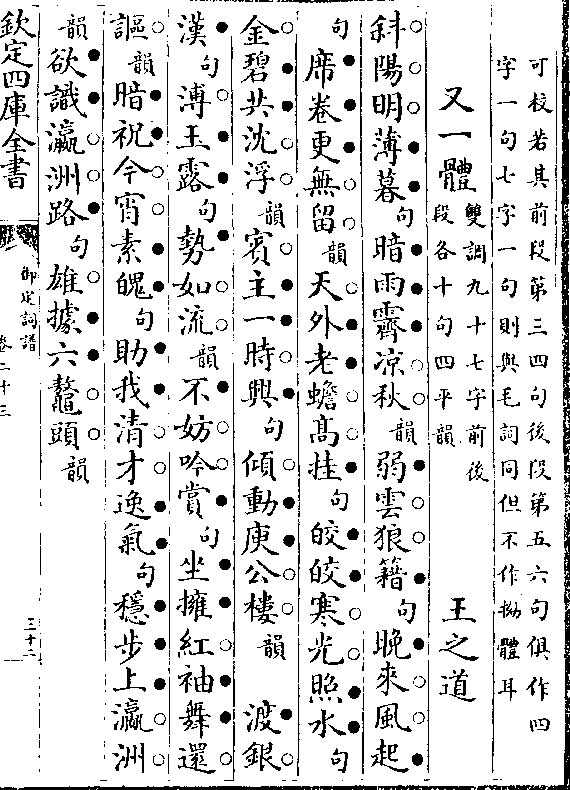 可校若其前段第三四句後段第五六句俱作四
字一句七字一句則與毛詞同但不作拗體耳
又一體 雙調九十七字前後段各十句四平韻 王之道
斜陽明薄暮句暗雨霽凉秋韻弱雲狼籍句晚來風起
句席卷更無留韻天外老蟾高挂句皎皎寒光照水句
金碧共沈浮韻賓主一時興句傾動庾公樓韻 渡銀
漢句溥玉露句勢如流韻不妨吟賞句坐擁紅袖舞還
謳韻暗祝今宵素魄句助我清才逸氣句穩步上瀛洲
韻欲識瀛洲路句雄據六鼇頭韻
欽定四庫全書 御定詞譜 卷二十三 三十二